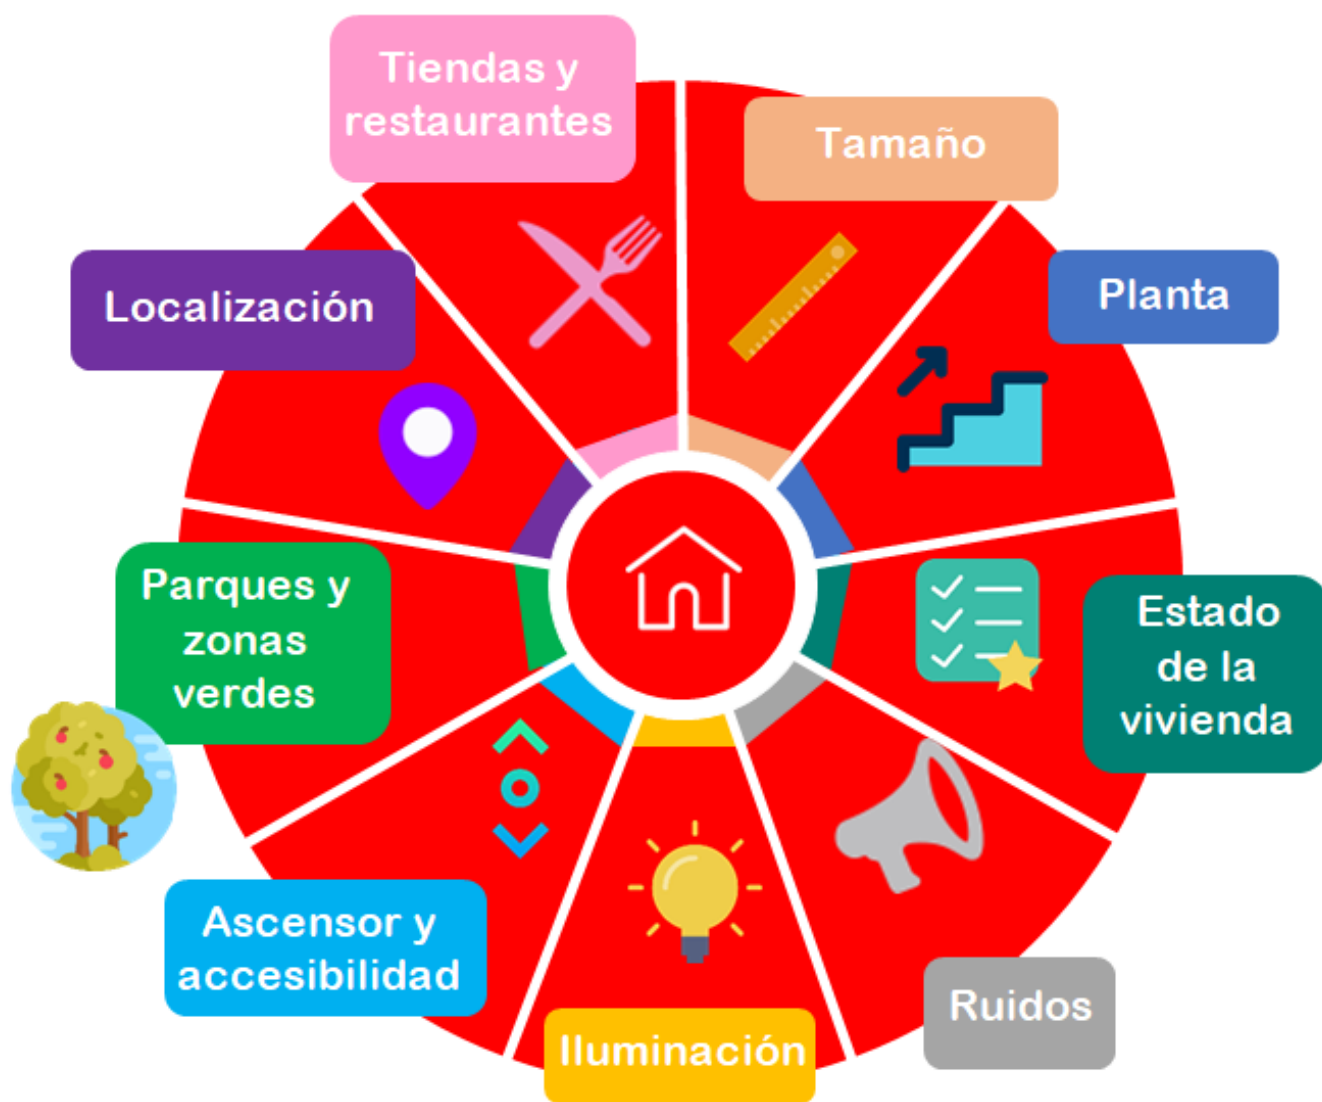 Tiendas y
restaurantes
Tamaño
Localización
Planta
Parques y
zonas
verdes
Estado
de la
vivienda
Ascensor y
accesibilidad
Ruidos
Iluminación